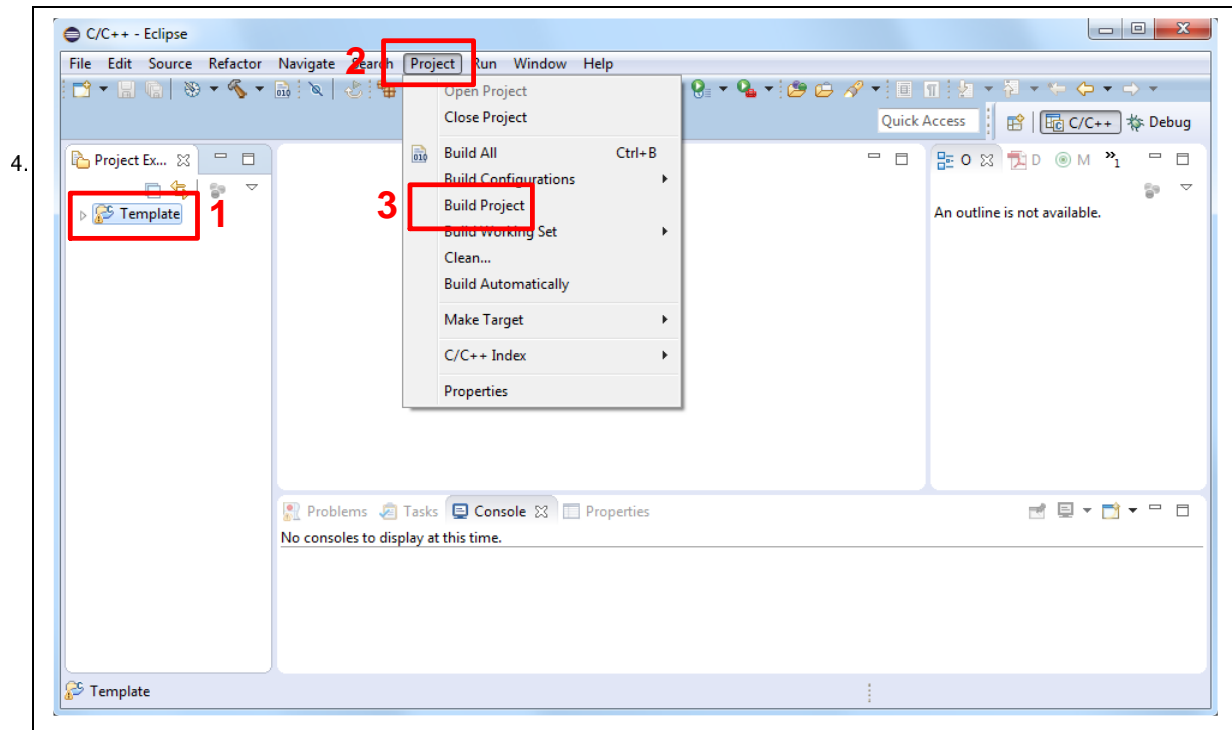 4.
C/C++ - Eclipse
File Edit Source Refactor Navigate Search Project Run Window Help
2
Quick Access C/C++ Debug
Open Project
Close Project
Build All Ctrl+B
Build Configurations
3 Build Project
Build Working Set
Clean...
Build Automatically
Make Target
C/C++ Index
Properties
Project Ex...
Template 1
O D M »1
An outline is not available.
Problems Tasks Console Properties
No consoles to display at this time.
Template